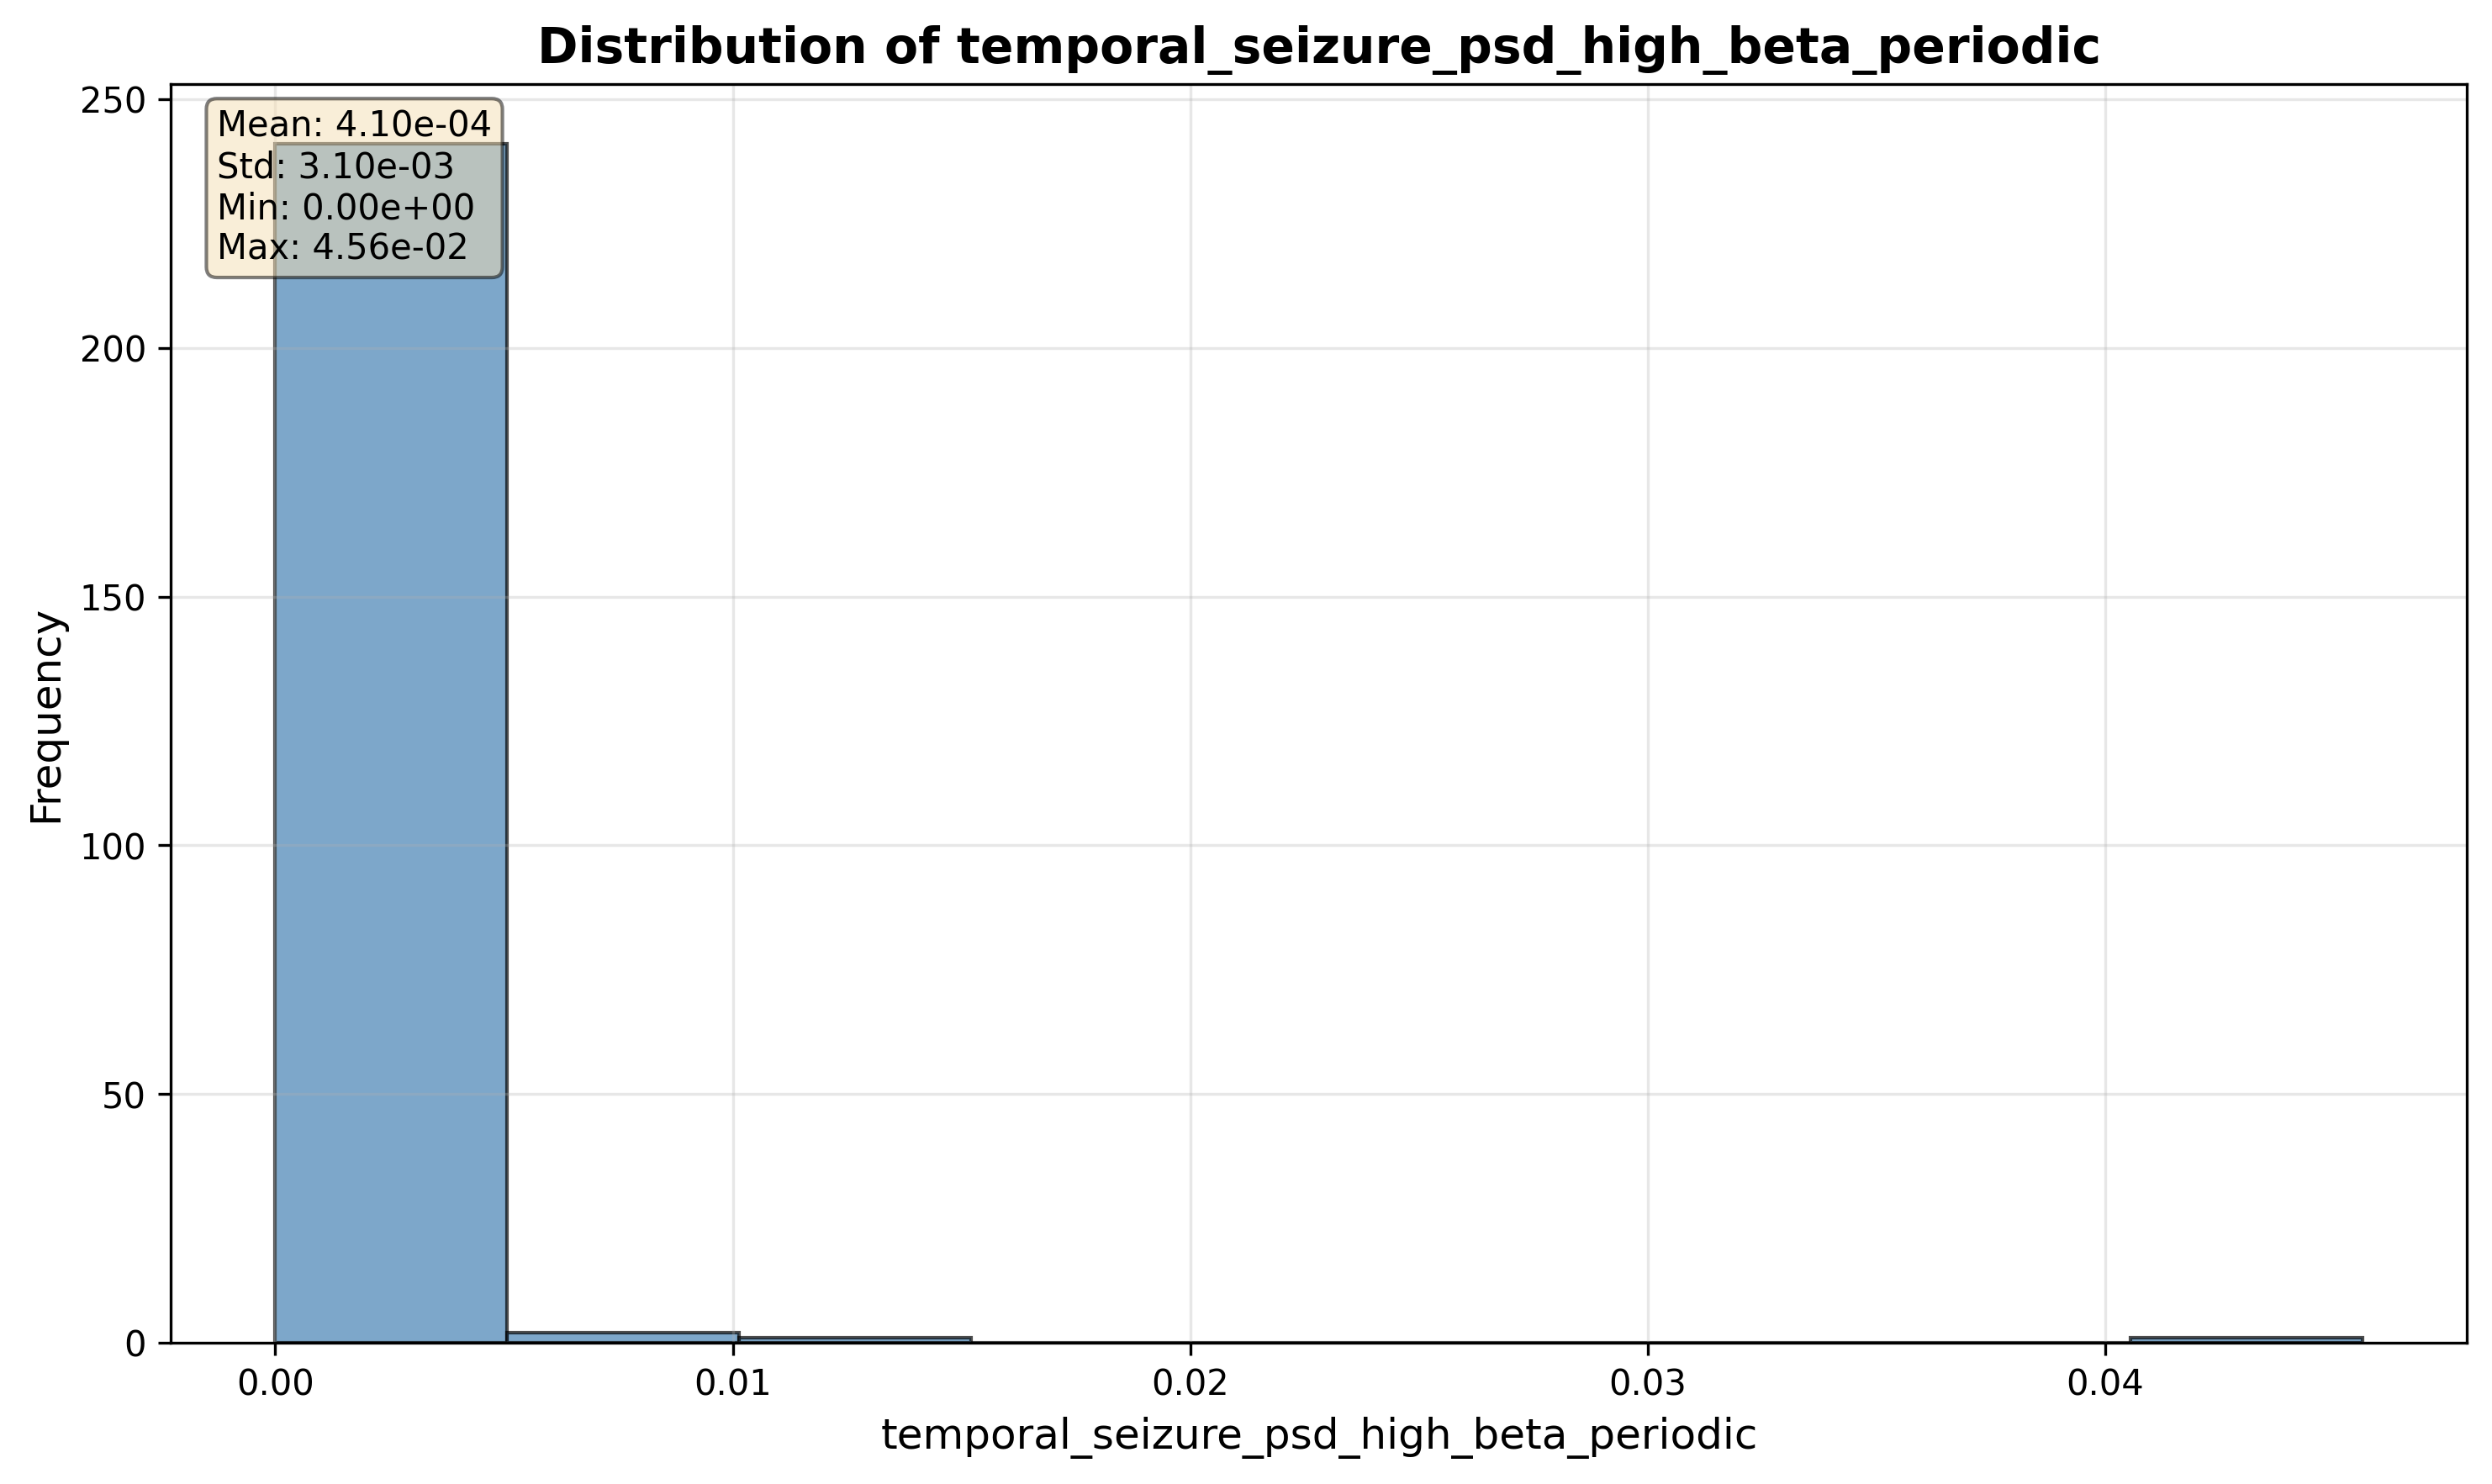 Distribution of temporal_seizure_psd_high_beta_periodic
Mean: 4.10e-04
Std: 3.10e-03
Min: 0.00e+00
Max: 4.56e-02
Frequency
250
200
150
100
50
0
0.00 0.01 0.02 0.03 0.04
temporal_seizure_psd_high_beta_periodic